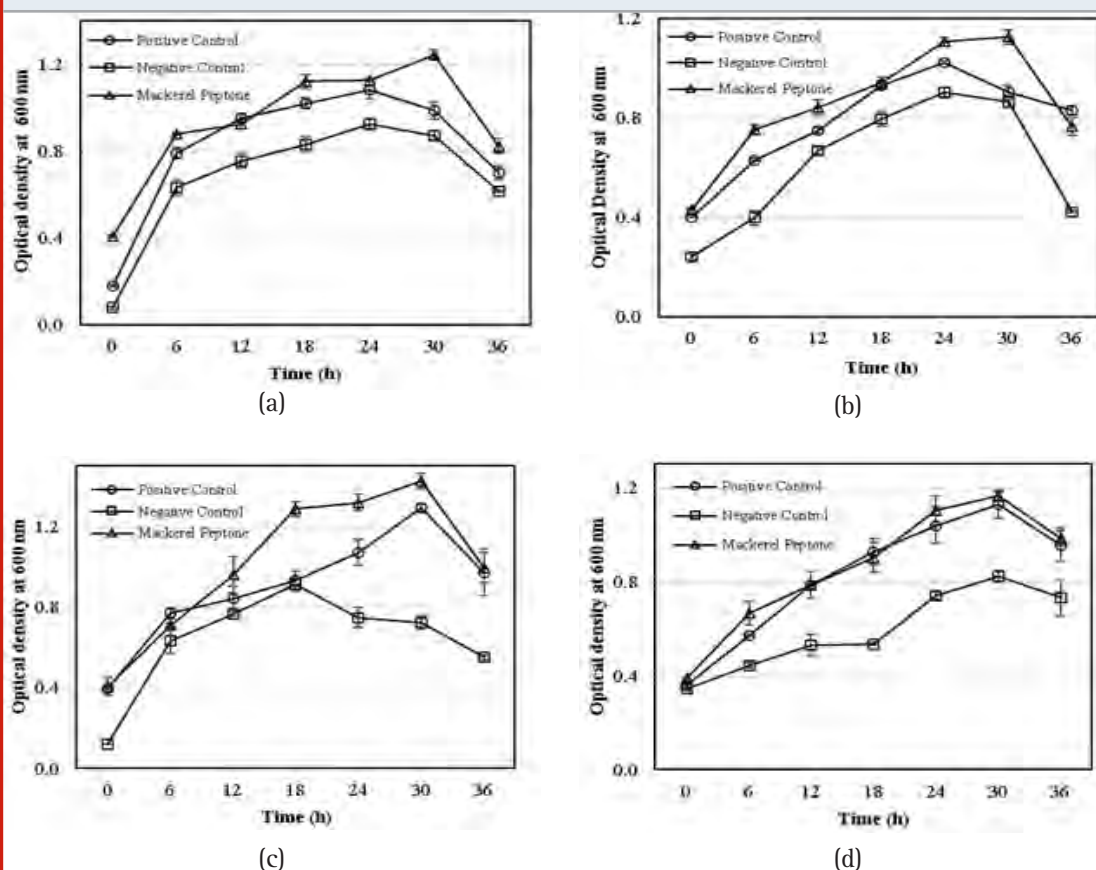 Positive Control
Negative Control
Mackerel Peptone
Optical density at 600 nm
1.2
0.8
0.4
0.0
0 6 12 18 24 30 36
Time (h)
(a)
Positive Control
Negative Control
Mackerel Peptone
Optical Density at 600 nm
1.2
0.8
0.4
0.0
0 6 12 18 24 30 36
Time (h)
(b)
Positive Control
Negative Control
Mackerel Peptone
Optical density at 600 nm
1.2
0.8
0.4
0.0
0 6 12 18 24 30 36
Time (h)
(c)
Positive Control
Negative Control
Mackerel Peptone
Optical density at 600 nm
1.2
0.8
0.4
0.0
0 6 12 18 24 30 36
Time (h)
(d)